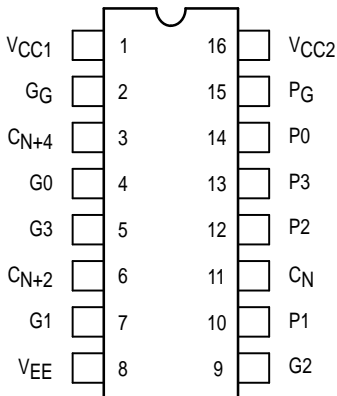 VCC1 1 16 VCC2
GG 2 15 PG
CN+4 3 14 P0
G0 4 13 P3
G3 5 12 P2
CN+2 6 11 CN
G1 7 10 P1
VEE 8 9 G2